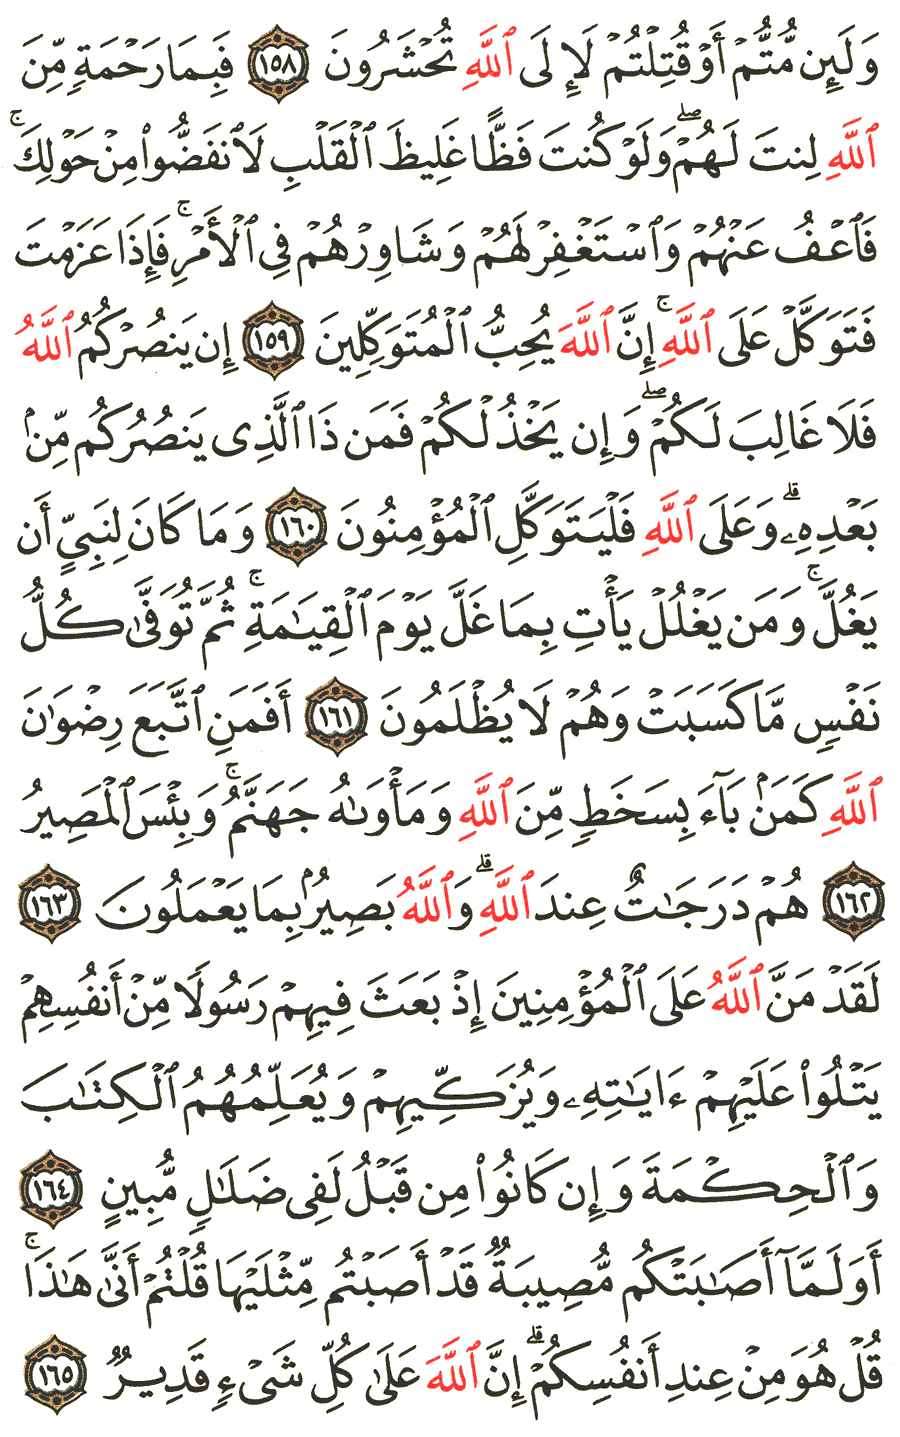 وَلَئِن مُّتُّمْ أَوْ قُتِلْتُمْ لَإِلَى ٱللَّهِ تُحْشَرُونَ ١٥٨ فَبِمَا رَحْمَةٍ مِّنَ
ٱللَّهِ لِنتَ لَهُمْ ۖ وَلَوْ كُنتَ فَظًّا غَلِيظَ ٱلْقَلْبِ لَٱنفَضُّوا۟ مِنْ حَوْلِكَ ۖ
فَٱعْفُ عَنْهُمْ وَٱسْتَغْفِرْ لَهُمْ وَشَاوِرْهُمْ فِى ٱلْأَمْرِ ۚ فَإِذَا عَزَمْتَ
فَتَوَكَّلْ عَلَى ٱللَّهِ ۚ إِنَّ ٱللَّهَ يُحِبُّ ٱلْمُتَوَكِّلِينَ ١٥٩ إِن يَنصُرْكُمُ ٱللَّهُ
فَلَا غَالِبَ لَكُمْ ۖ وَإِن يَخْذُلْكُمْ فَمَن ذَا ٱلَّذِى يَنصُرُكُم مِّنۢ
بَعْدِهِۦ ۗ وَعَلَى ٱللَّهِ فَلْيَتَوَكَّلِ ٱلْمُؤْمِنُونَ ١٦٠ وَمَا كَانَ لِنَبِىٍّ أَن
يَغُلَّ ۚ وَمَن يَغْلُلْ يَأْتِ بِمَا غَلَّ يَوْمَ ٱلْقِيَـٰمَةِ ۚ ثُمَّ تُوَفَّىٰ كُلُّ
نَفْسٍ مَّا كَسَبَتْ وَهُمْ لَا يُظْلَمُونَ ١٦١ أَفَمَنِ ٱتَّبَعَ رِضْوَٰنَ
ٱللَّهِ كَمَنۢ بَآءَ بِسَخَطٍ مِّنَ ٱللَّهِ وَمَأْوَىٰهُ جَهَنَّمُ ۚ وَبِئْسَ ٱلْمَصِيرُ
١٦٢ هُمْ دَرَجَـٰتٌ عِندَ ٱللَّهِ ۗ وَٱللَّهُ بَصِيرٌۢ بِمَا يَعْمَلُونَ ١٦٣
لَقَدْ مَنَّ ٱللَّهُ عَلَى ٱلْمُؤْمِنِينَ إِذْ بَعَثَ فِيهِمْ رَسُولًا مِّنْ أَنفُسِهِمْ
يَتْلُوا۟ عَلَيْهِمْ ءَايَـٰتِهِۦ وَيُزَكِّيهِمْ وَيُعَلِّمُهُمُ ٱلْكِتَـٰبَ
وَٱلْحِكْمَةَ وَإِن كَانُوا۟ مِن قَبْلُ لَفِى ضَلَـٰلٍ مُّبِينٍ ١٦٤
أَوَلَمَّآ أَصَـٰبَتْكُم مُّصِيبَةٌ قَدْ أَصَبْتُم مِّثْلَيْهَا قُلْتُمْ أَنَّىٰ هَـٰذَا ۖ
قُلْ هُوَ مِنْ عِندِ أَنفُسِكُمْ ۗ إِنَّ ٱللَّهَ عَلَىٰ كُلِّ شَىْءٍ قَدِيرٌ ١٦٥